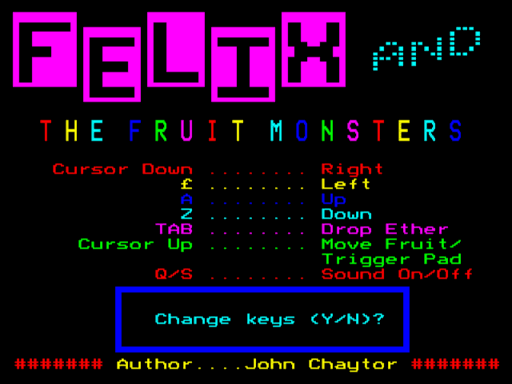 FELIX AND
THE FRUIT MONSTERS
Cursor Down ........ Right
£ ........ Left
A ........ Up
Z ........ Down
TAB ........ Drop Ether
Cursor Up ........ Move Fruit/
Trigger Pad
Q/S ........ Sound On/Off
Change keys (Y/N)?
####### Author....John Chaytor #######